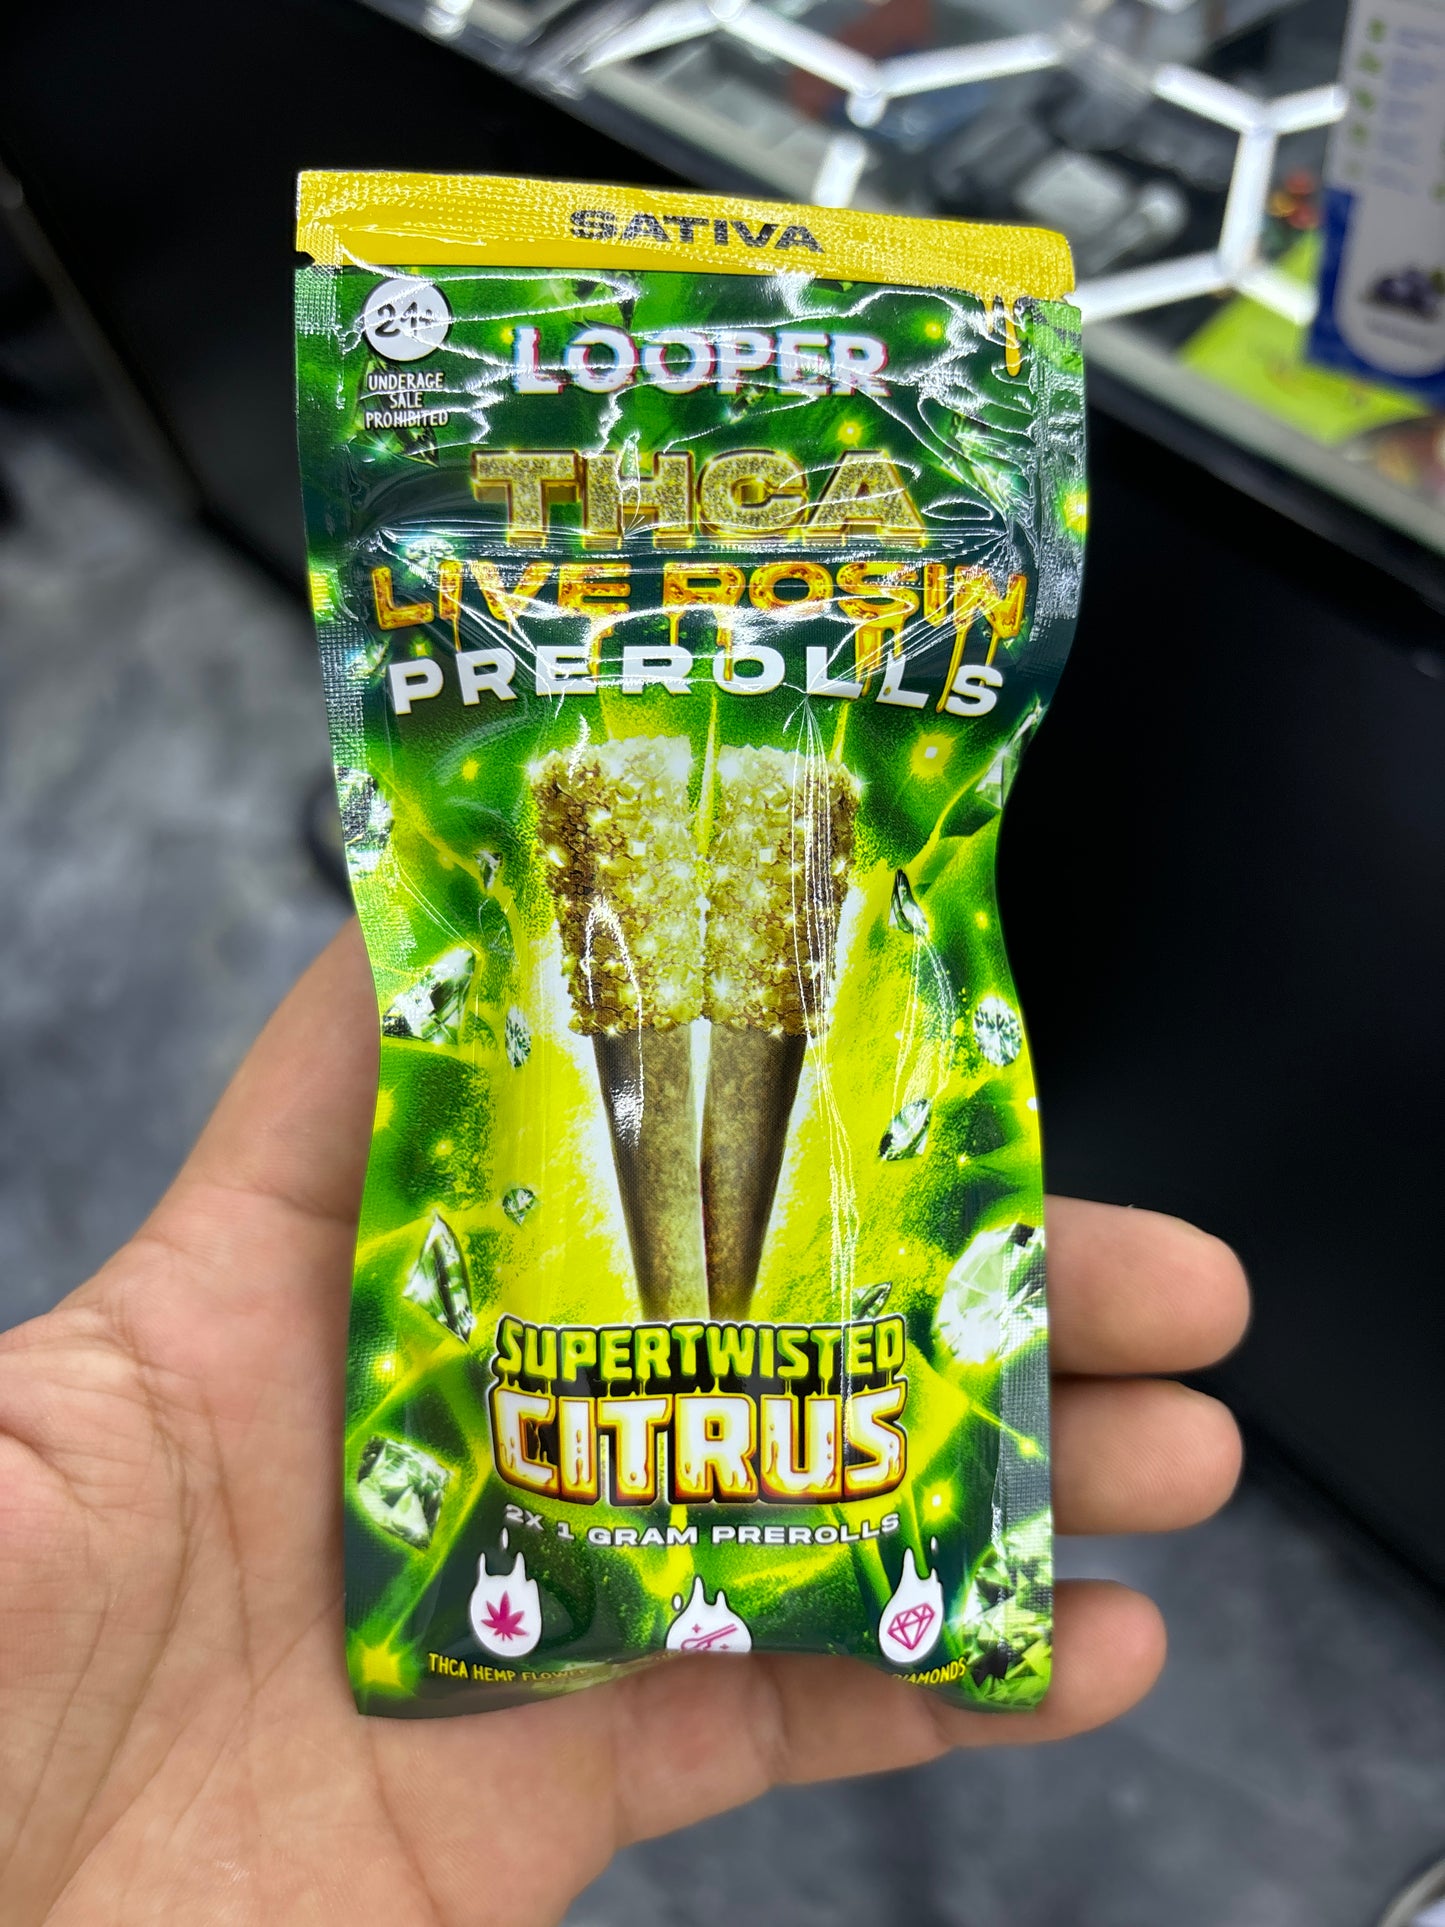 SATIVA
21+
UNDERAGE
SALE
PROHIBITED
LOOPER
THCA
LIVE ROSIN
PREROLLS
SUPERTWISTED
CITRUS
2X 1 GRAM PREROLLS
THCA HEMP FLOWER
DIAMONDS